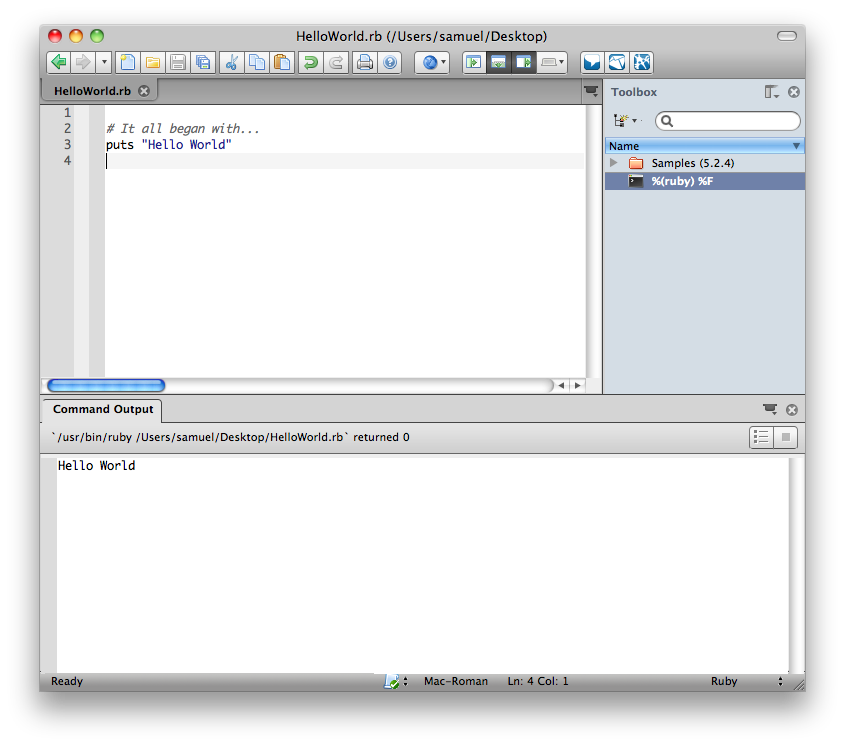 HelloWorld.rb (/Users/samuel/Desktop)
HelloWorld.rb
Toolbox
1
2 # It all began with...
3 puts "Hello World"
4
Name
Samples (5.2.4)
%(ruby) %F
Command Output
`/usr/bin/ruby /Users/samuel/Desktop/HelloWorld.rb` returned 0
Hello World
Ready Mac-Roman Ln: 4 Col: 1 Ruby